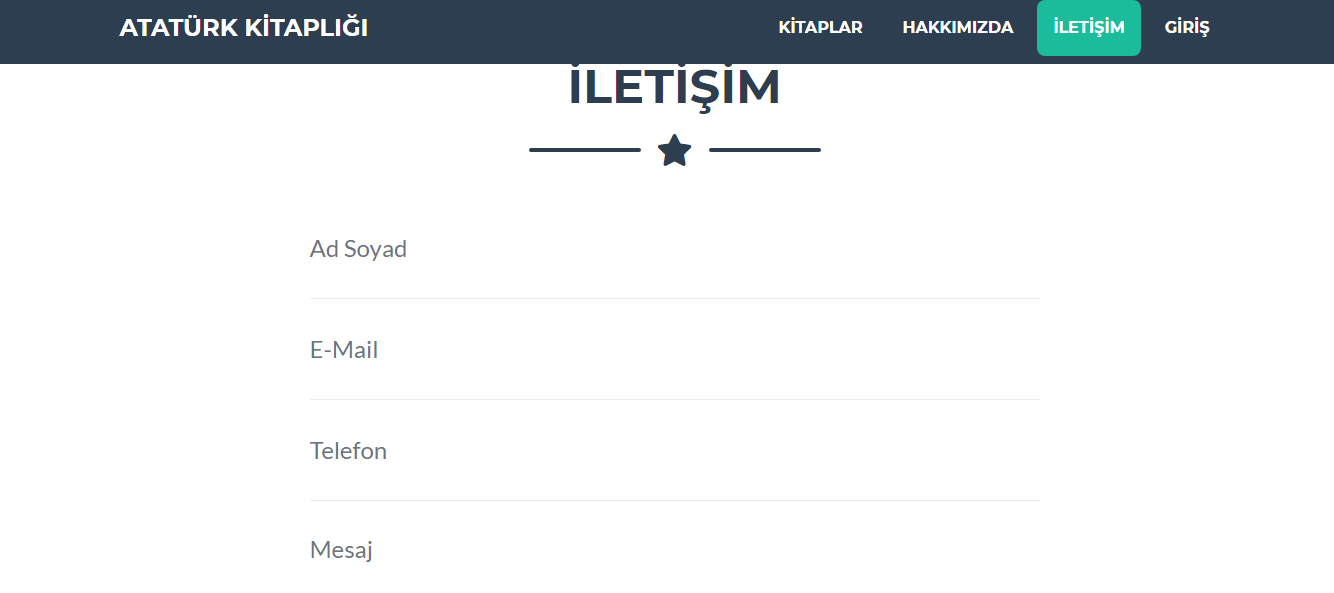 ATATÜRK KİTAPLIĞI
KİTAPLAR HAKKIMIZDA İLETİŞİM GİRİŞ
İLETİŞİM
Ad Soyad
E-Mail
Telefon
Mesaj